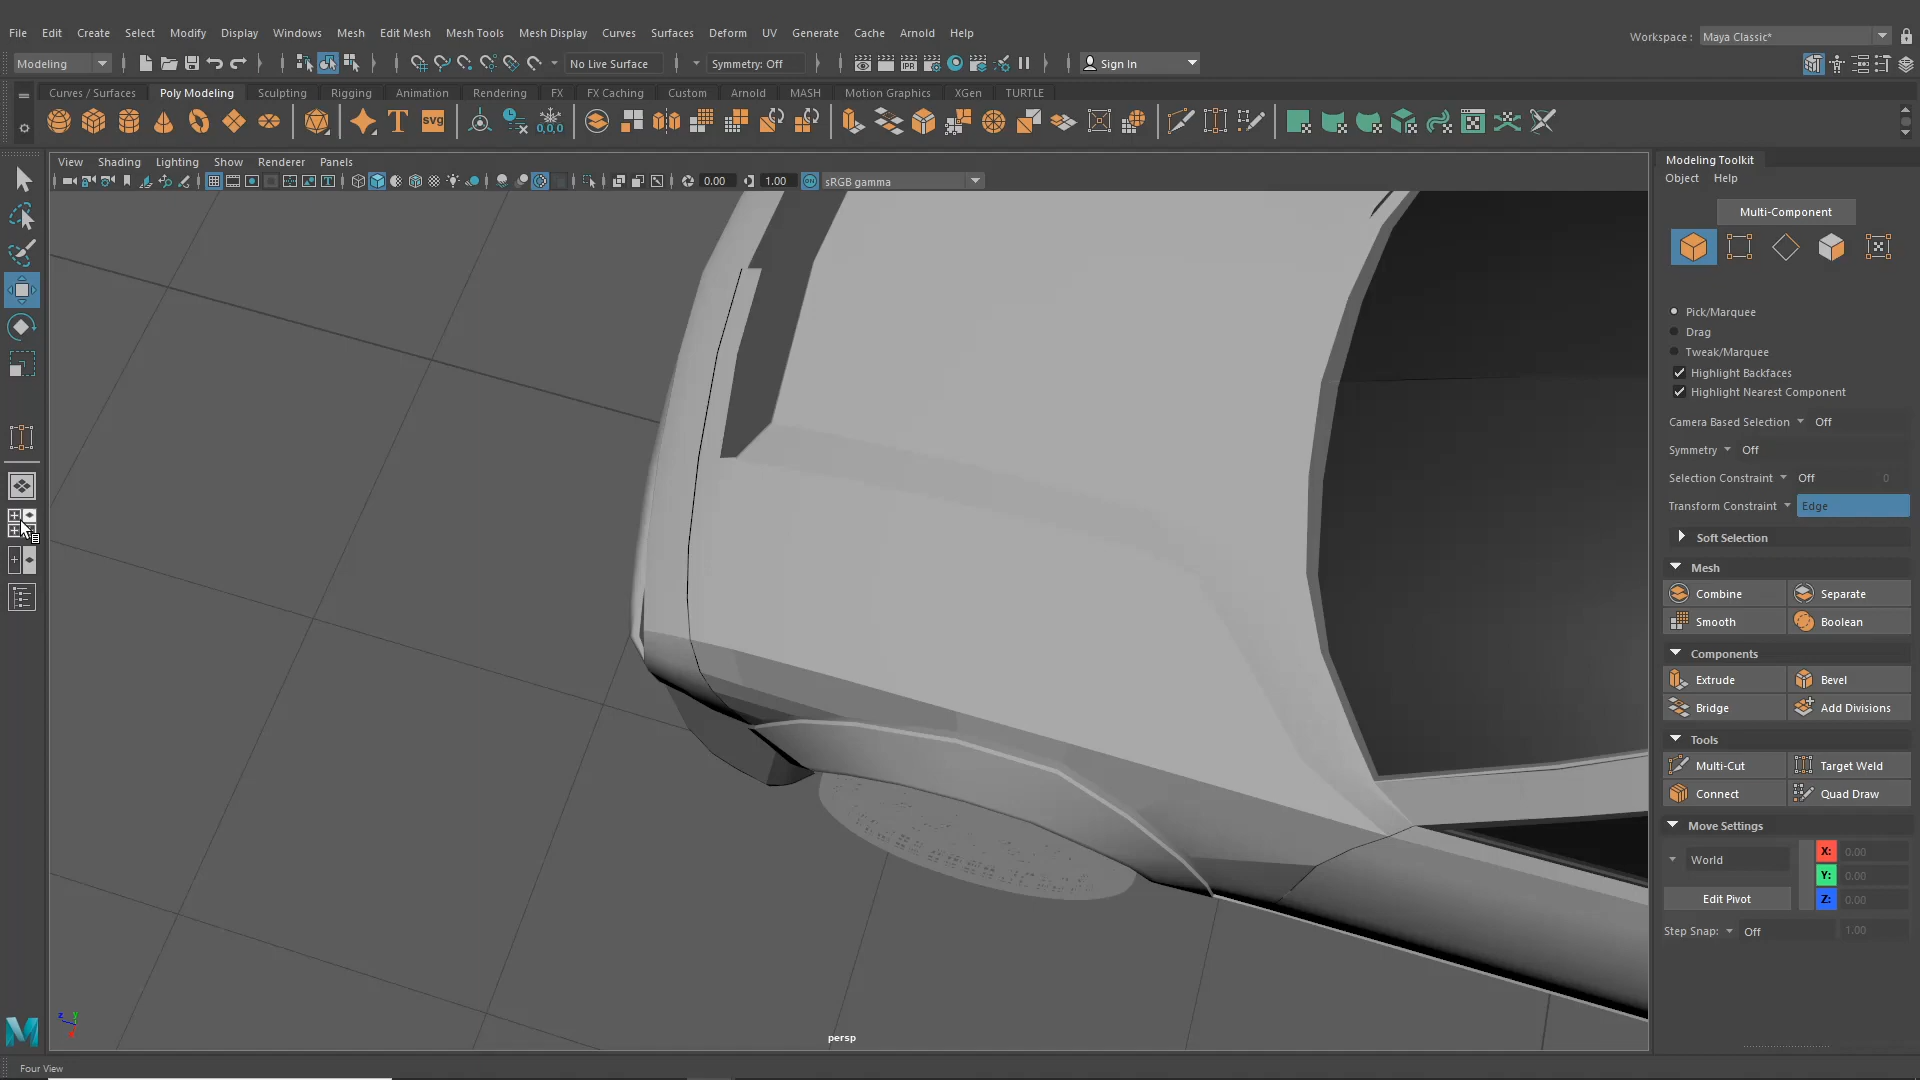 File Edit Create Select Modify Display Windows Mesh Edit Mesh Mesh Tools Mesh Display Curves Surfaces Deform UV Generate Cache Arnold Help
Workspace : Maya Classic*
Modeling No Live Surface Symmetry: Off Sign In
Curves / Surfaces Poly Modeling Sculpting Rigging Animation Rendering FX FX Caching Custom Arnold MASH Motion Graphics XGen TURTLE
T svg 0,0,0
View Shading Lighting Show Renderer Panels
0.00 1.00 ON sRGB gamma
Modeling Toolkit
Object Help
Multi-Component
Pick/Marquee
Drag
Tweak/Marquee
Highlight Backfaces
Highlight Nearest Component
Camera Based Selection Off
Symmetry Off
Selection Constraint Off 0
Transform Constraint Edge
Soft Selection
Mesh
Combine Separate
Smooth Boolean
Components
Extrude Bevel
Bridge Add Divisions
Tools
Multi-Cut Target Weld
Connect Quad Draw
Move Settings
World
X: 0.00
Y: 0.00
Edit Pivot
Z: 0.00
Step Snap: Off 1.00
z y
persp
Four View